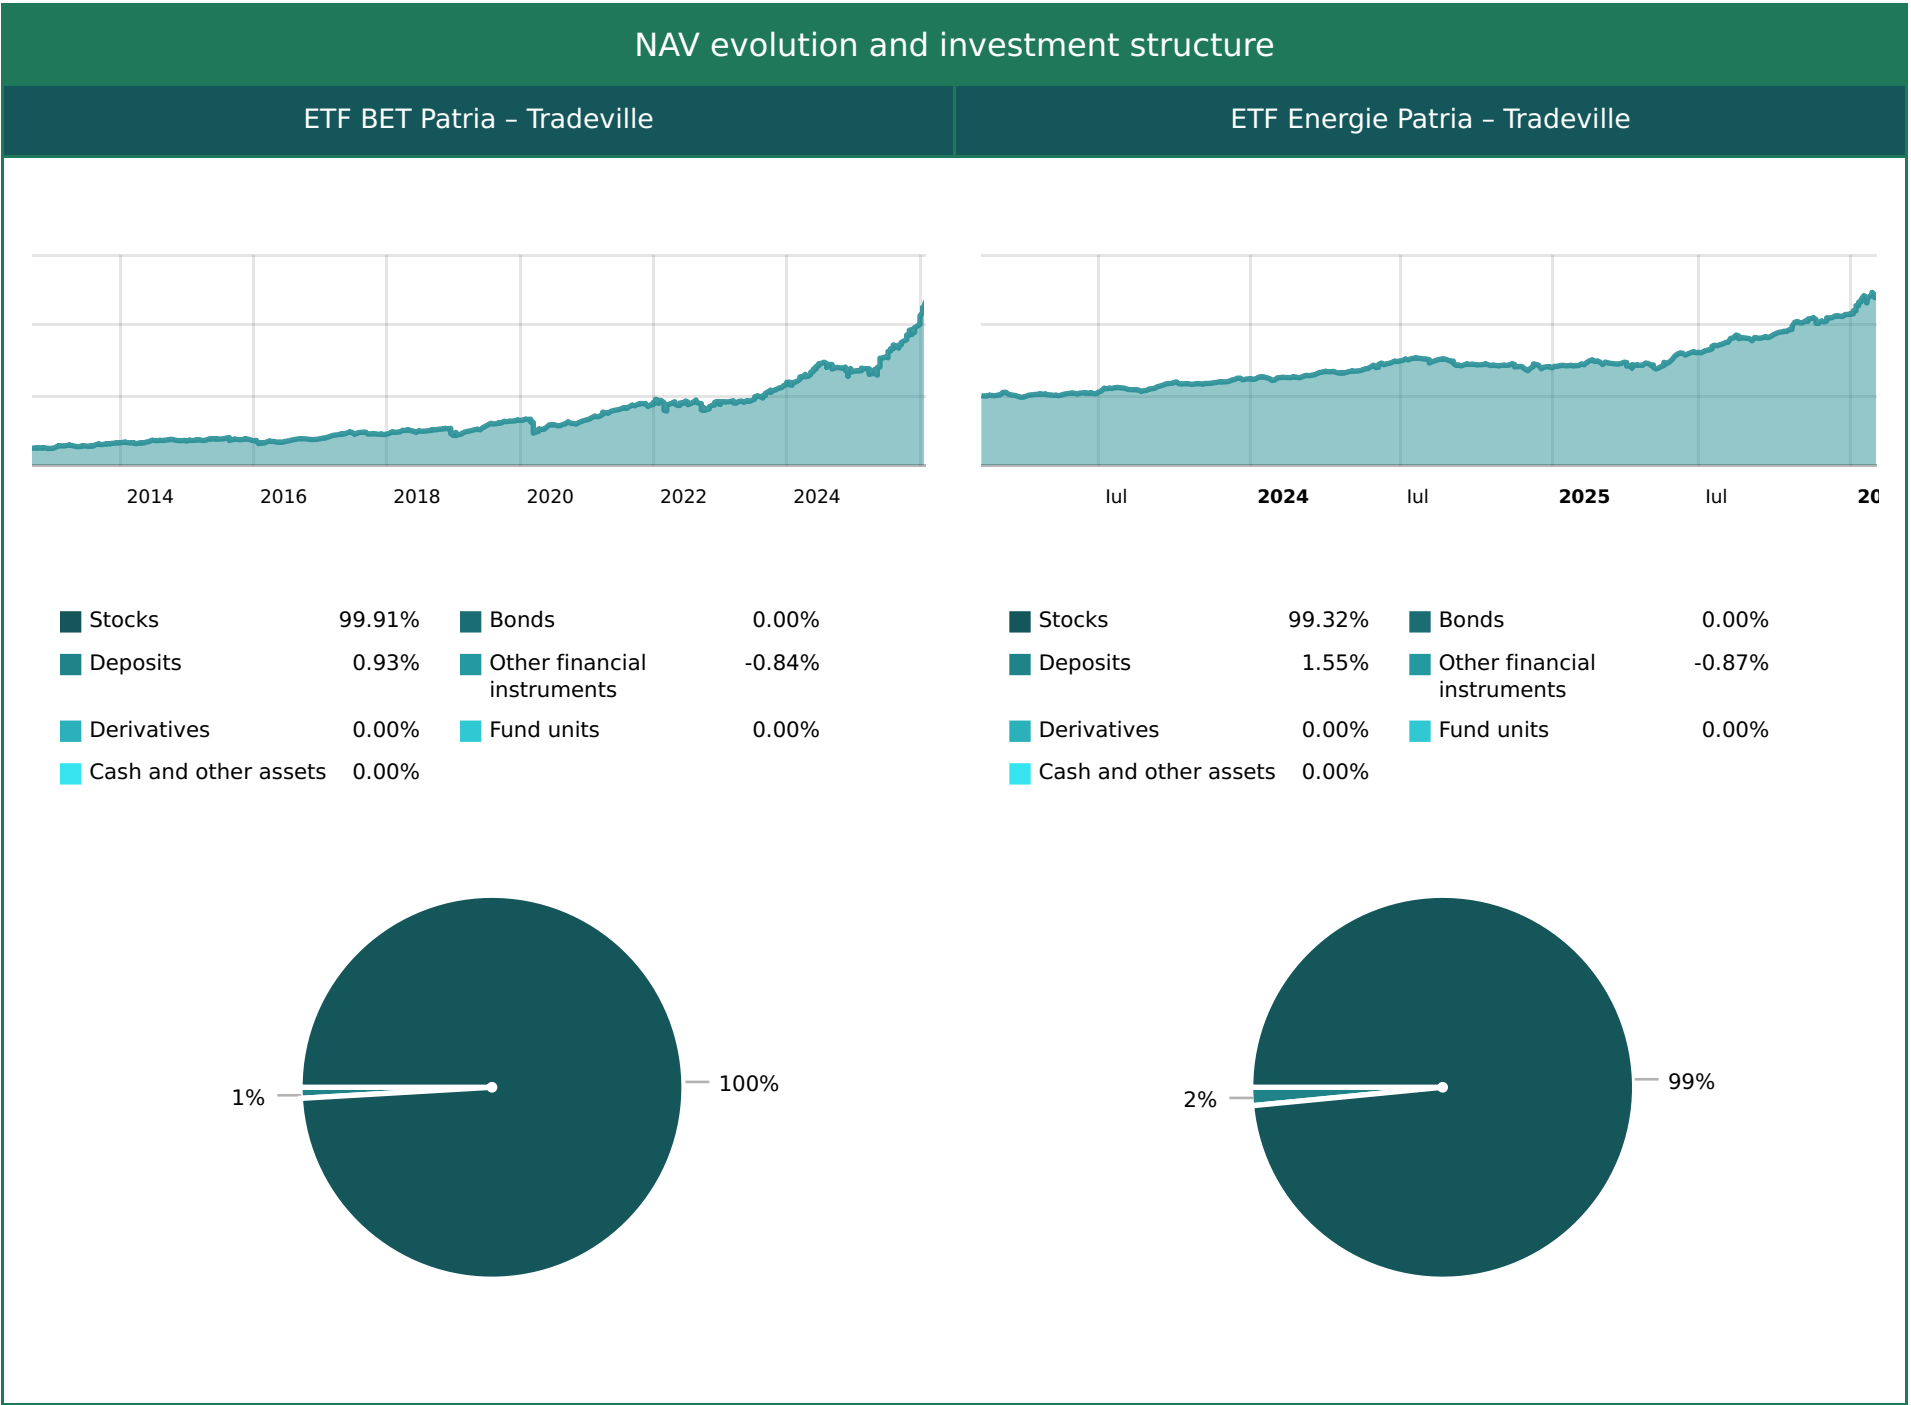 NAV evolution and investment structure
ETF BET Patria – Tradeville
ETF Energie Patria – Tradeville
2014 2016 2018 2020 2022 2024
Iul 2024 Iul 2025 Iul 20
Stocks 99.91% Bonds 0.00%
Deposits 0.93% Other financial -0.84%
instruments
Derivatives 0.00% Fund units 0.00%
Cash and other assets 0.00%
Stocks 99.32% Bonds 0.00%
Deposits 1.55% Other financial -0.87%
instruments
Derivatives 0.00% Fund units 0.00%
Cash and other assets 0.00%
1% 100%
2% 99%